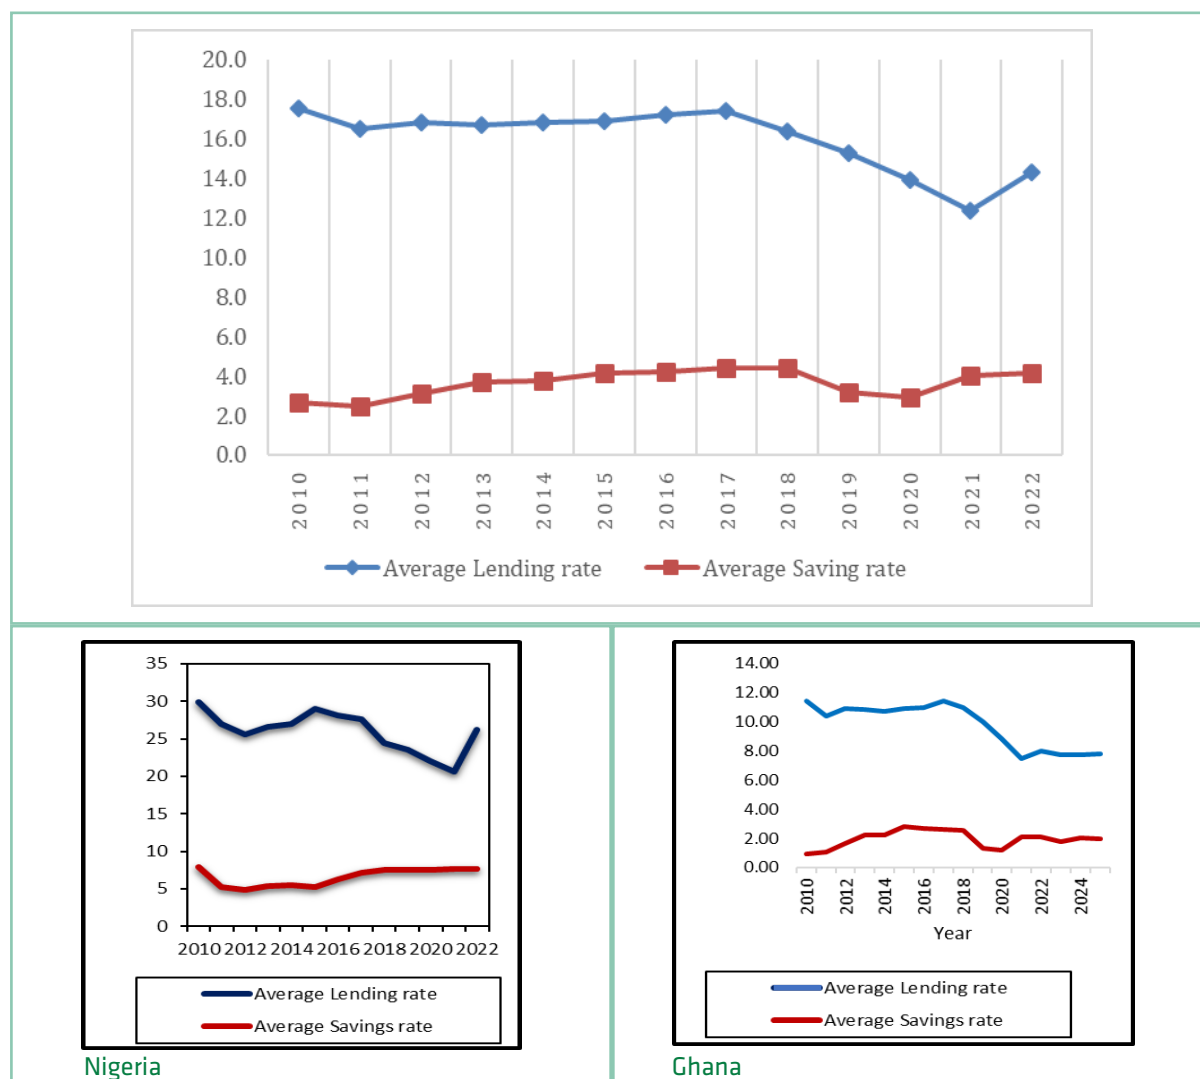 20.0
18.0
16.0
14.0
12.0
10.0
8.0
6.0
4.0
2.0
0.0
2010 2011 2012 2013 2014 2015 2016 2017 2018 2019 2020 2021 2022
Average Lending rate Average Saving rate
35
30
25
20
15
10
5
0
2010 2012 2014 2016 2018 2020 2022
Average Lending rate
Average Savings rate
Nigeria
14.00
12.00
10.00
8.00
6.00
4.00
2.00
0.00
2010 2012 2014 2016 2018 2020 2022 2024
Year
Average Lending rate
Average Savings rate
Ghana